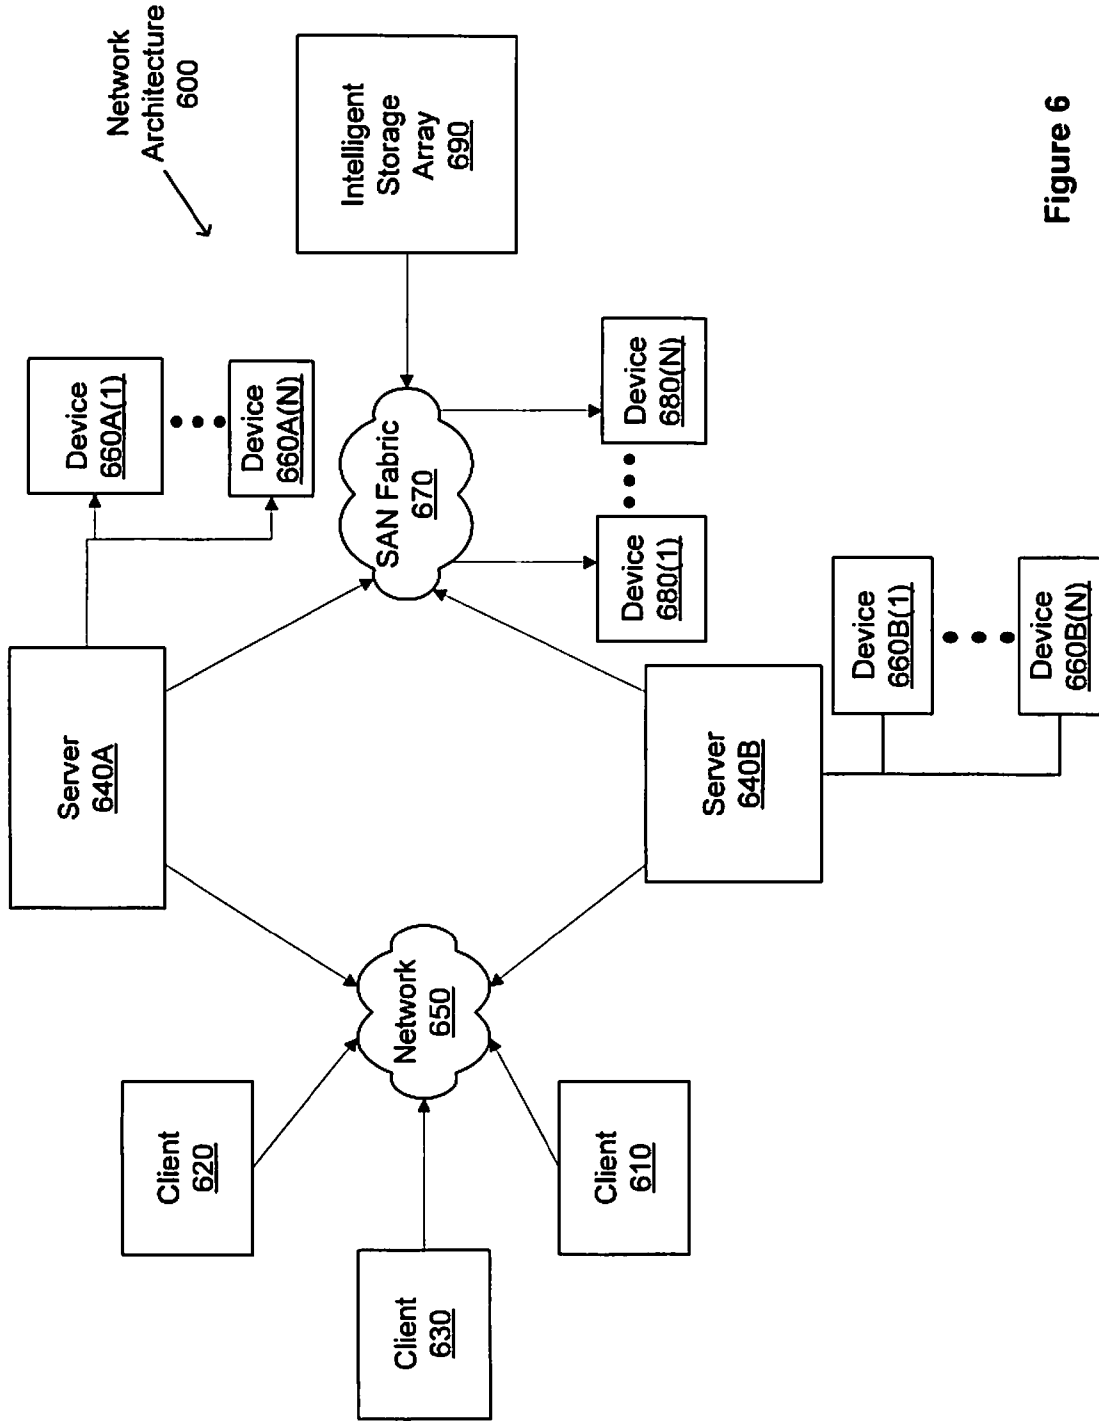 Network
Architecture
600
Device
660A(1)
Device
660A(N)
Intelligent
Storage
Array
690
Server
640A
SAN Fabric
670
Device
680(1)
Device
680(N)
Client
620
Network
650
Client
630
Client
610
Server
640B
Device
660B(1)
Device
660B(N)
Figure 6